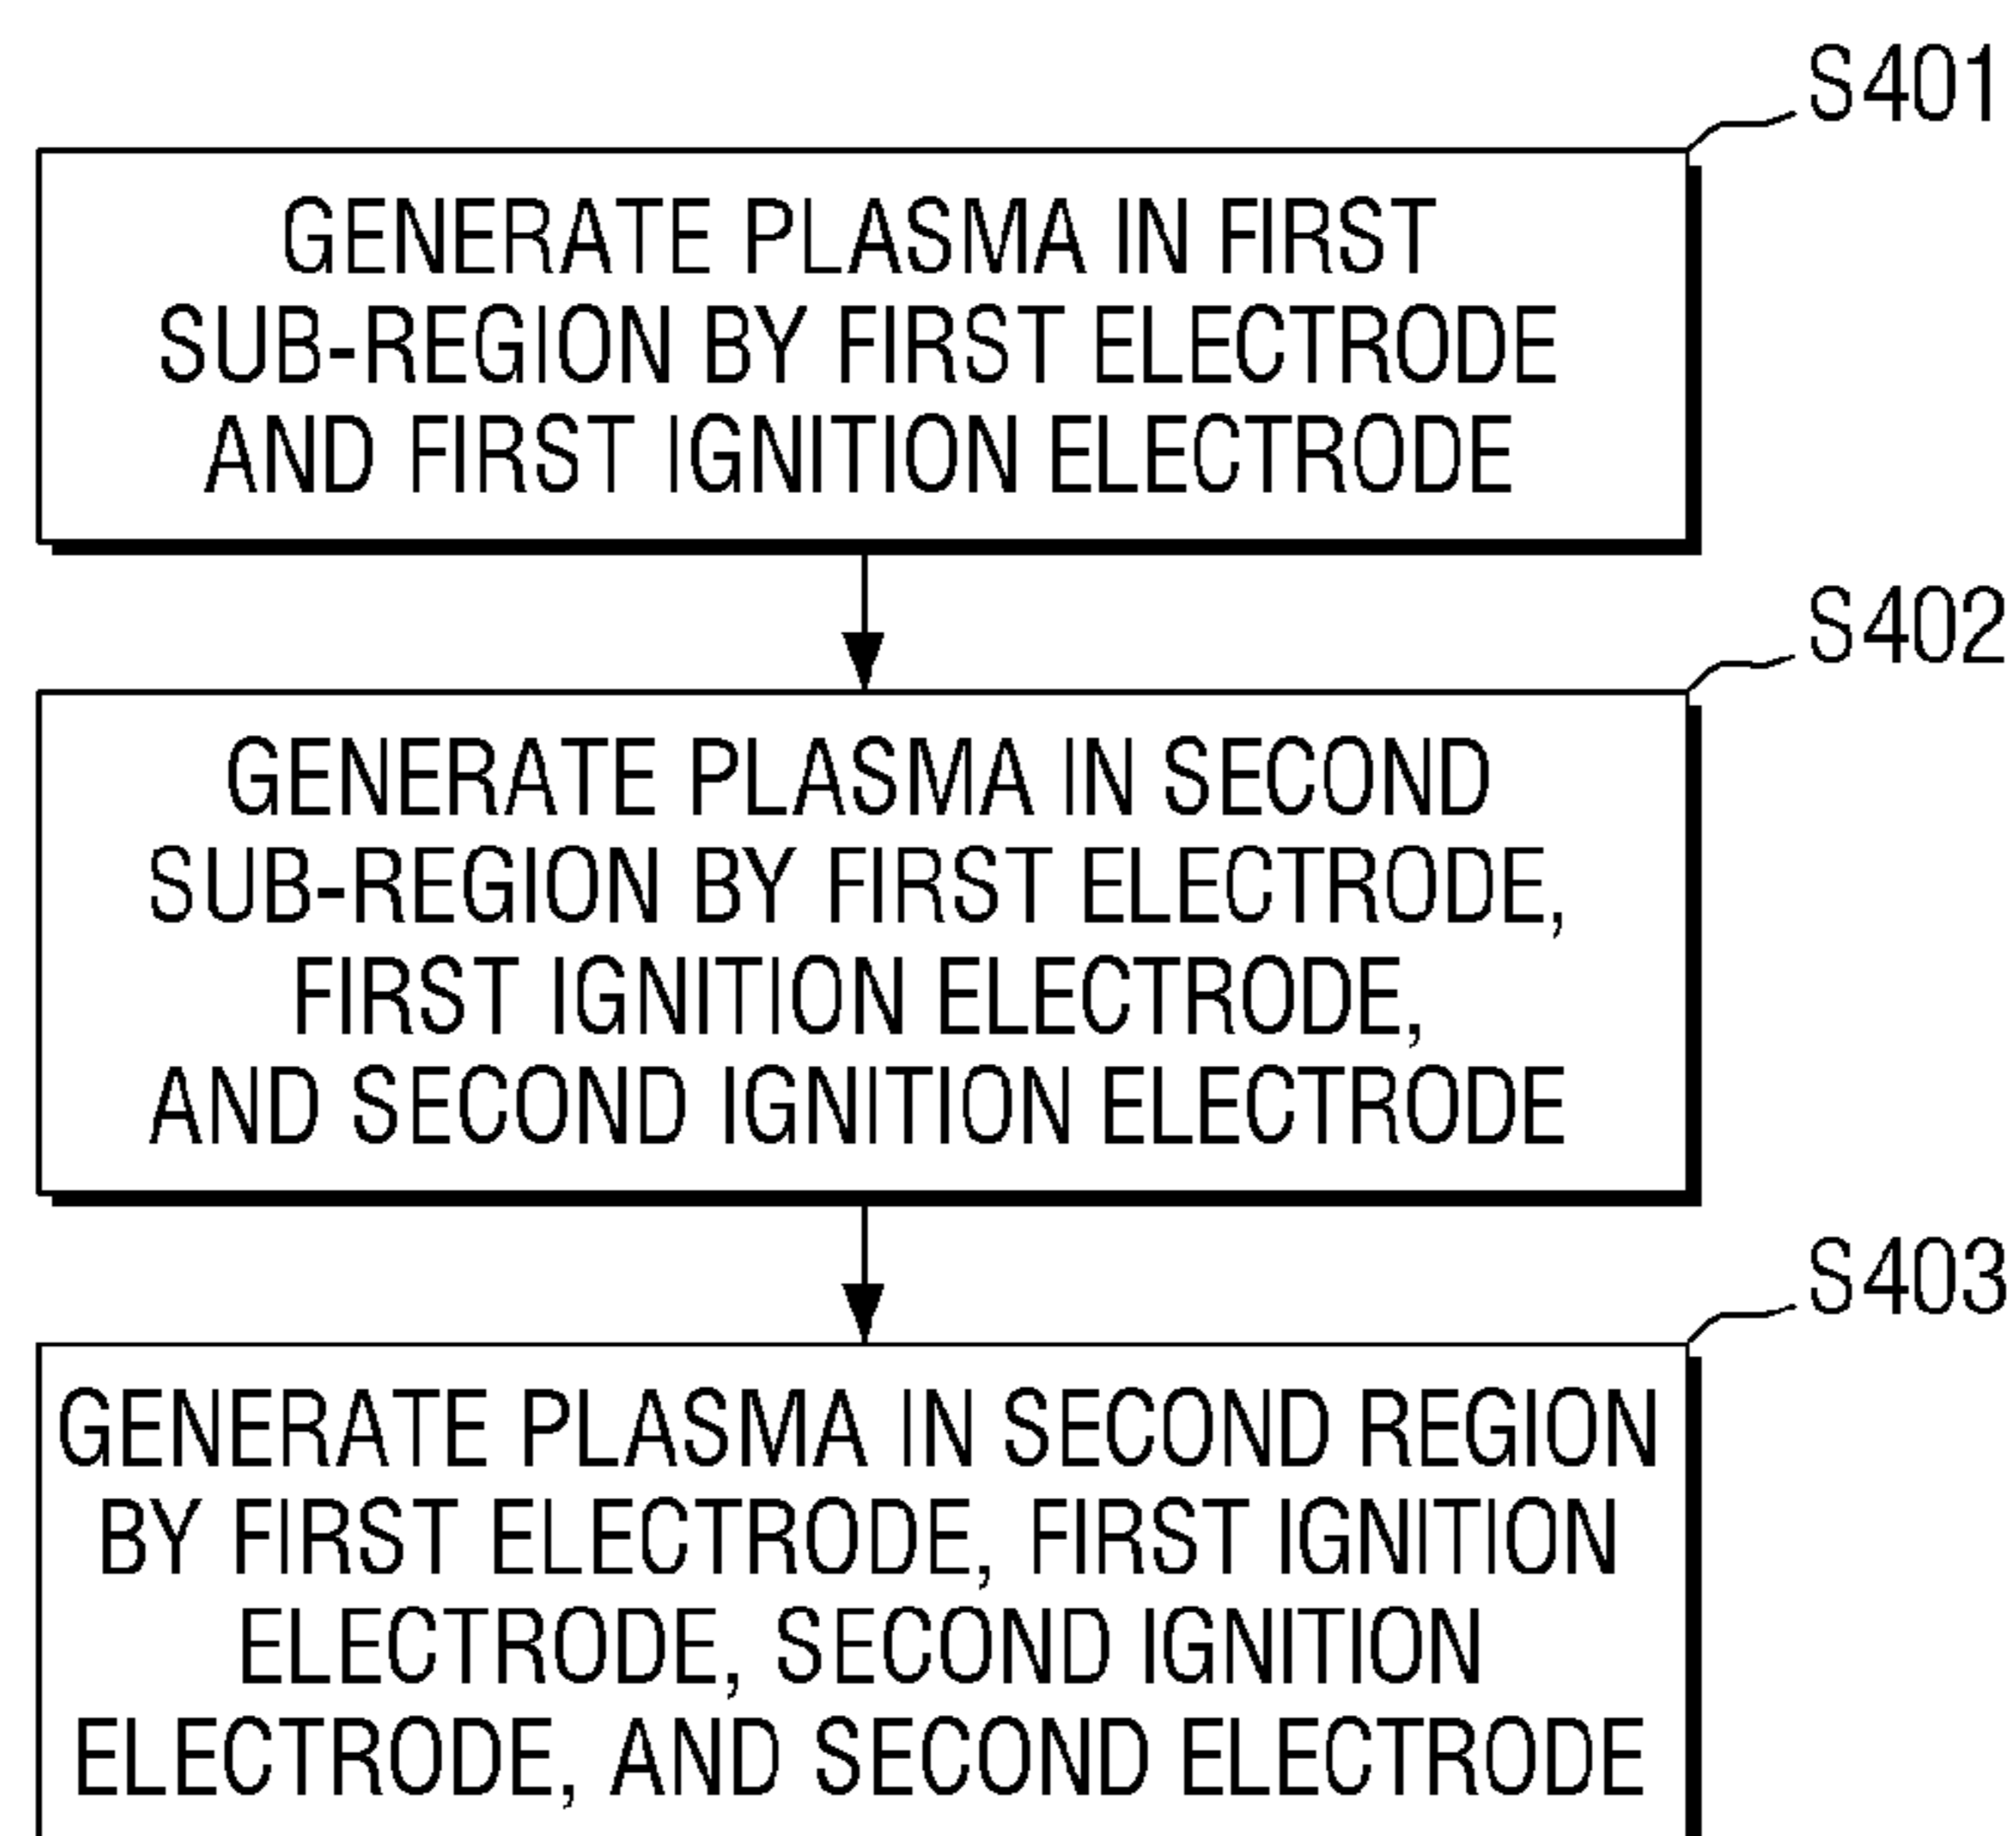 S401
GENERATE PLASMA IN FIRST
SUB-REGION BY FIRST ELECTRODE
AND FIRST IGNITION ELECTRODE
S402
GENERATE PLASMA IN SECOND
SUB-REGION BY FIRST ELECTRODE,
FIRST IGNITION ELECTRODE,
AND SECOND IGNITION ELECTRODE
S403
GENERATE PLASMA IN SECOND REGION
BY FIRST ELECTRODE, FIRST IGNITION
ELECTRODE, SECOND IGNITION
ELECTRODE, AND SECOND ELECTRODE